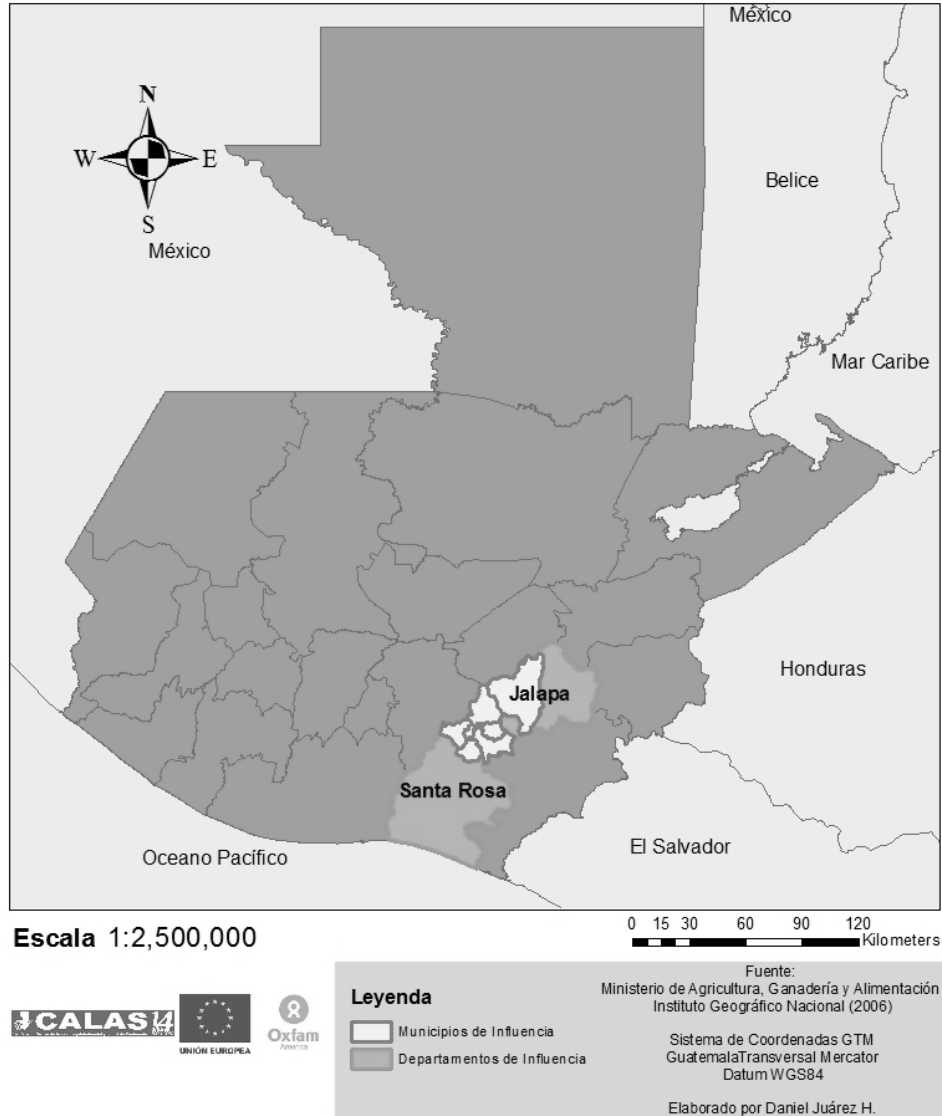 México
N
W E
S
México
Belice
Mar Caribe
Honduras
Jalapa
Santa Rosa
El Salvador
Oceano Pacífico
Escala 1:2,500,000
0 15 30 60 90 120
Kilometers
CALAS
UNIÓN EUROPEA
Oxfam
America
Leyenda
Municipios de Influencia
Departamentos de Influencia
Fuente:
Ministerio de Agricultura, Ganadería y Alimentación
Instituto Geográfico Nacional (2006)
Sistema de Coordenadas GTM
GuatemalaTransversal Mercator
Datum WGS84
Elaborado por Daniel Juárez H.